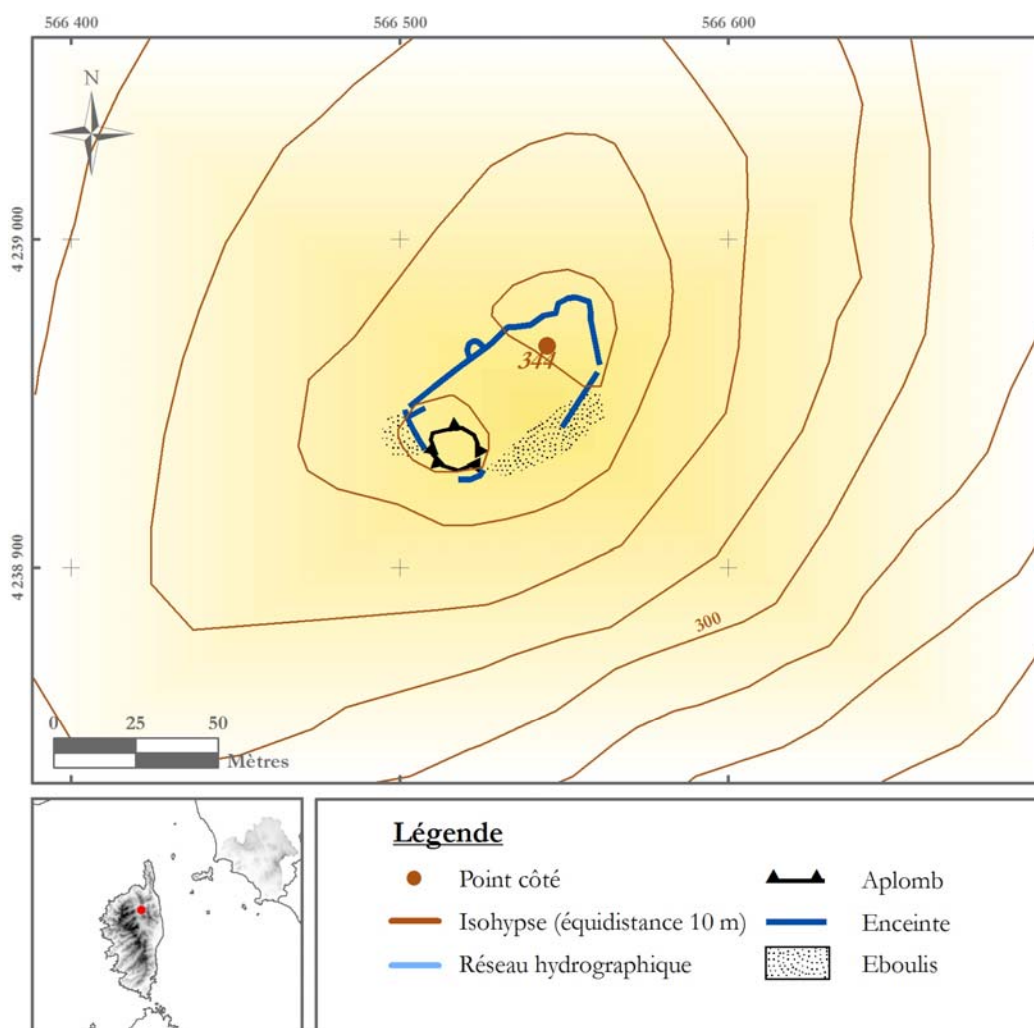 566 400 566 500 566 600
N
4 239 000
344
4 238 900
300
0 25 50
Mètres
Légende
Point côté
Aplomb
Isohypse (équidistance 10 m)
Enceinte
Réseau hydrographique
Eboulis